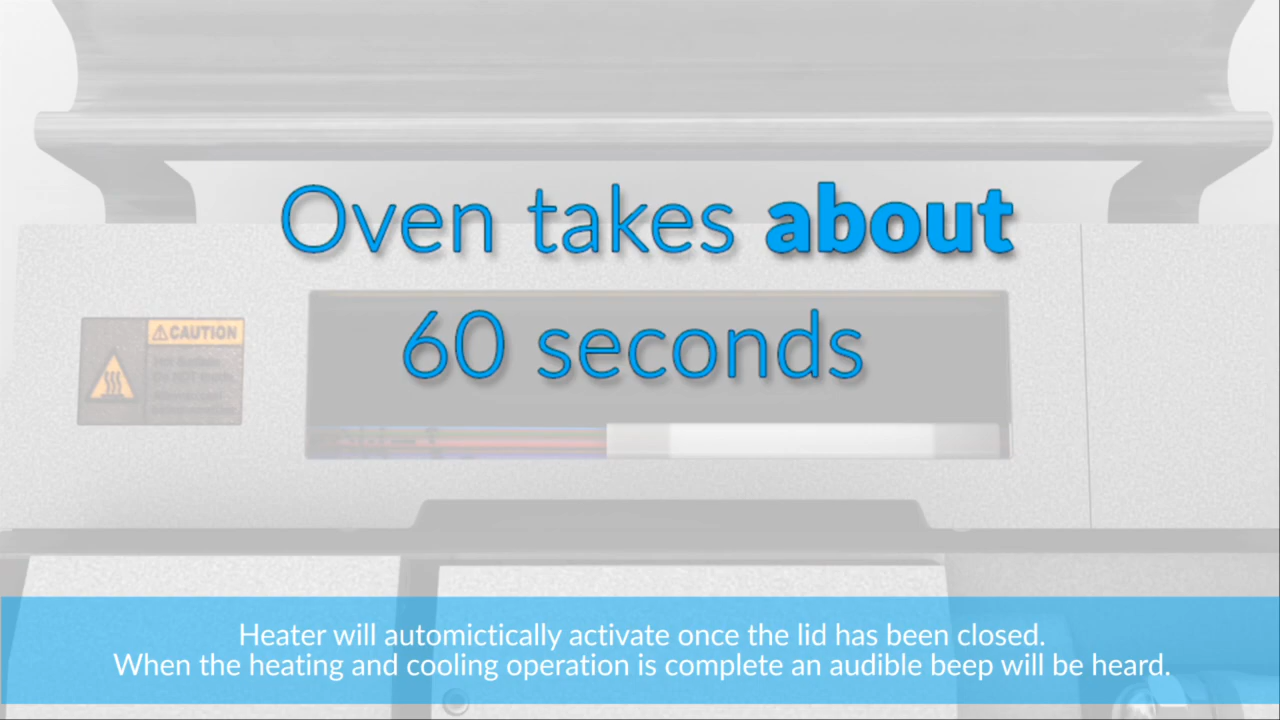 Oven takes about
60 seconds
CAUTION
Heater will automictically activate once the lid has been closed.
When the heating and cooling operation is complete an audible beep will be heard.